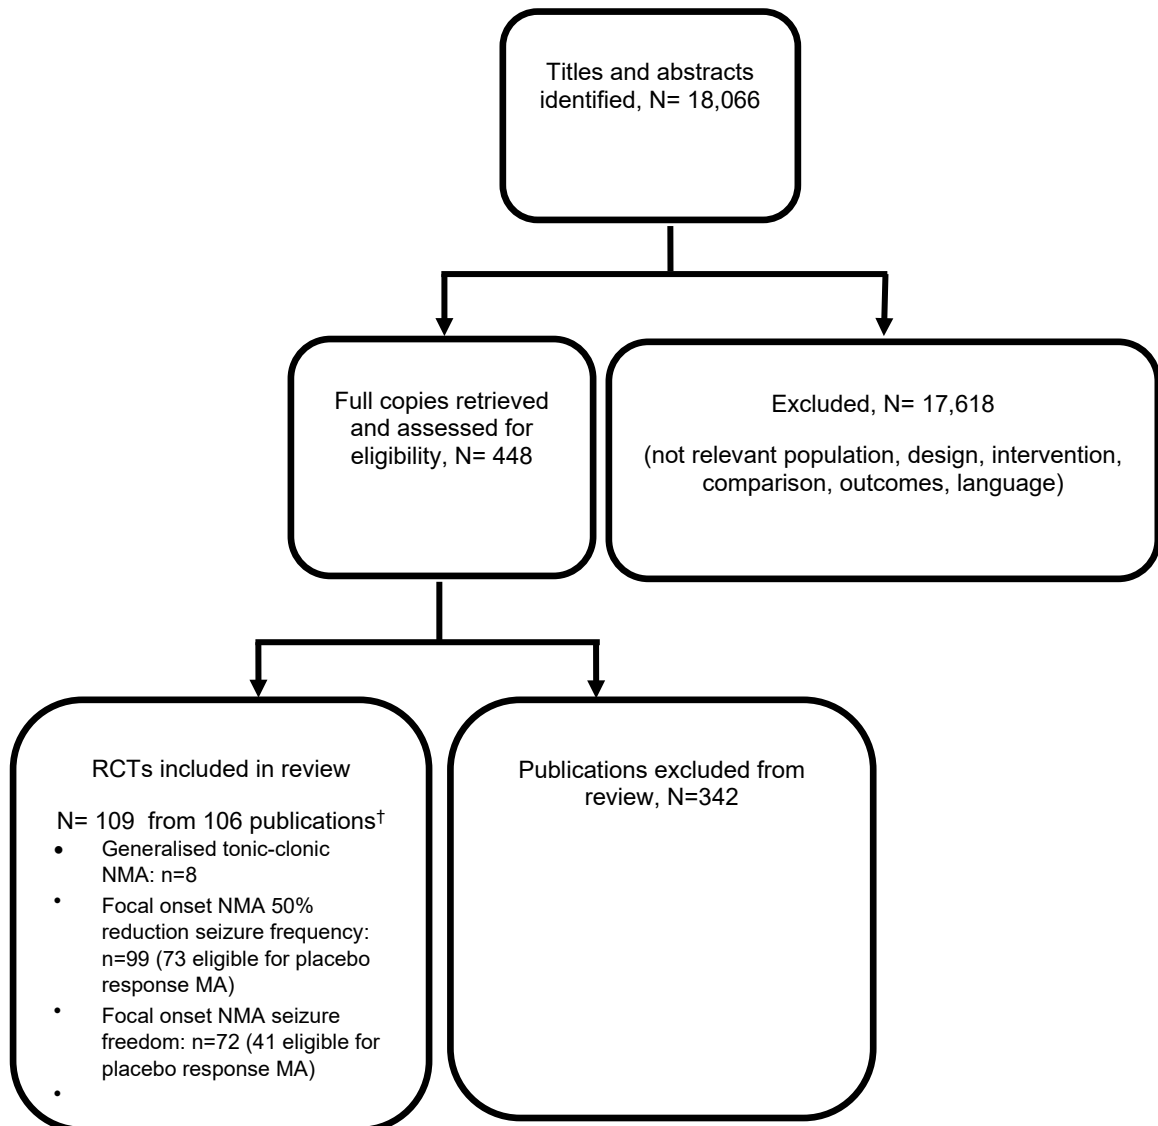 Titles and abstracts
identified, N= 18,066
Full copies retrieved
and assessed for
eligibility, N= 448
Excluded, N= 17,618
(not relevant population, design, intervention,
comparison, outcomes, language)
RCTs included in review
N= 109  from 106 publications†
• Generalised tonic-clonic
NMA: n=8
• Focal onset NMA 50%
reduction seizure frequency:
n=99 (73 eligible for placebo
response MA)
• Focal onset NMA seizure
freedom: n=72 (41 eligible for
placebo response MA)
•
Publications excluded from
review, N=342